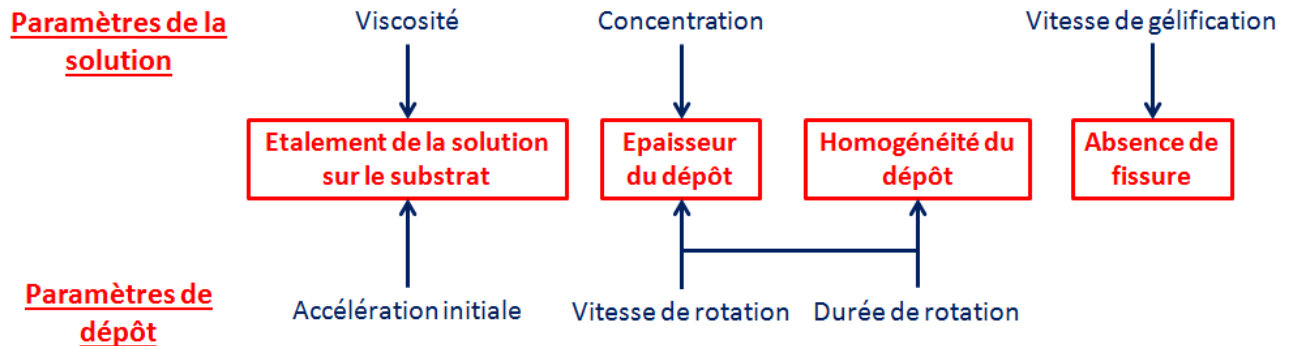 Paramètres de la
solution
Viscosité
Concentration
Vitesse de gélification
Etalement de la solution
sur le substrat
Epaisseur
du dépôt
Homogénéité du
dépôt
Absence de
fissure
Paramètres de
dépôt
Accélération initiale
Vitesse de rotation
Durée de rotation